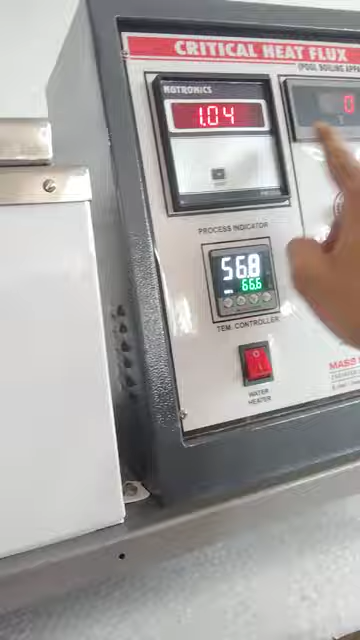 CRITICAL HEAT FLUX
(POOL BOILING APPA
NUTRONICS
1.04
0
PROCESS INDICATOR
56.8
66.6
TEM. CONTROLLER
WATER
HEATER
MASS